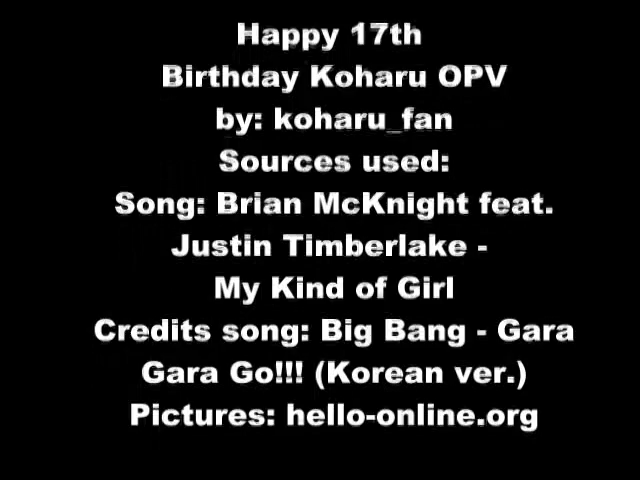 Happy 17th
Birthday Koharu OPV
by: koharu_fan
Sources used:
Song: Brian McKnight feat.
Justin Timberlake -
My Kind of Girl
Credits song: Big Bang - Gara
Gara Go!!! (Korean ver.)
Pictures: hello-online.org